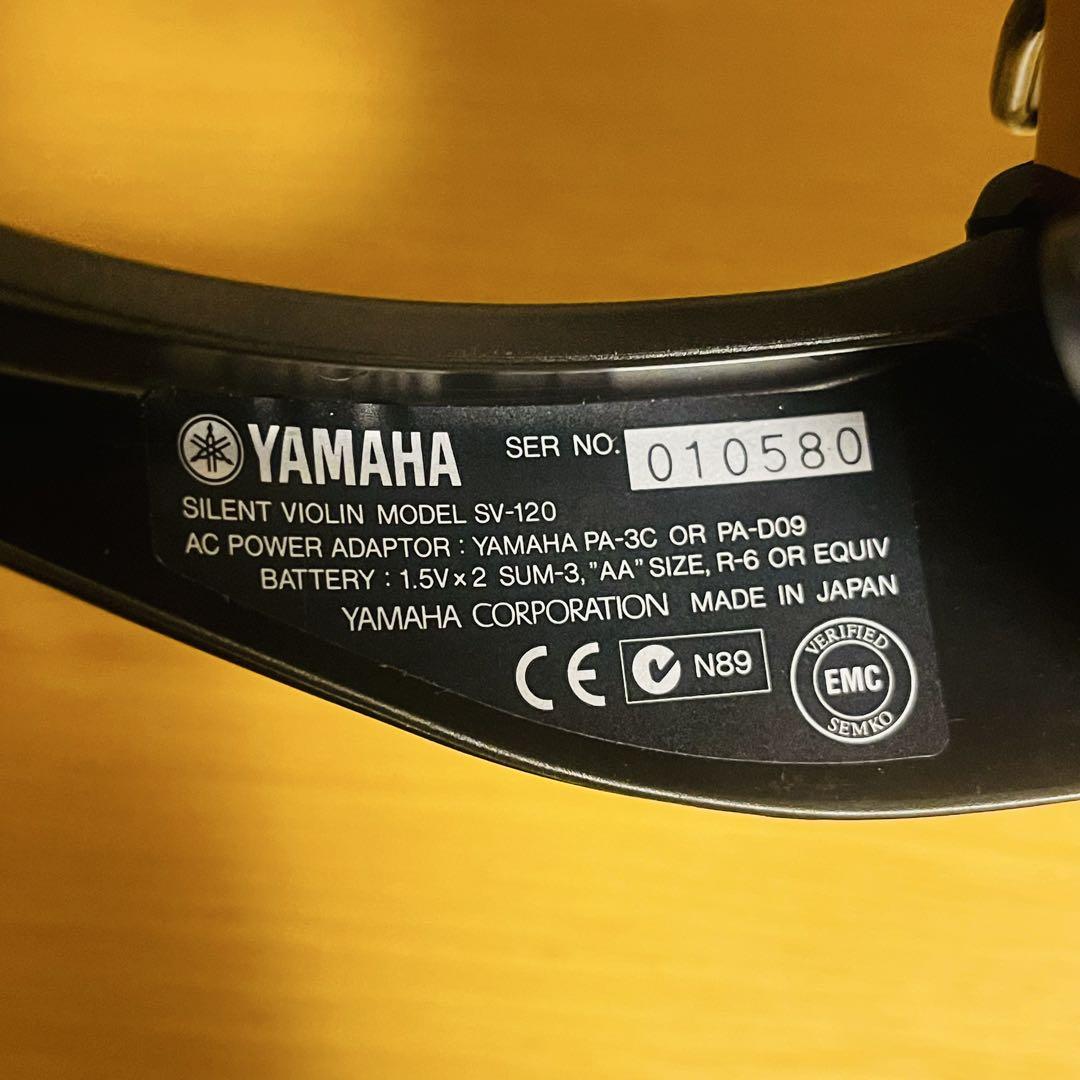 YAMAHA SER NO. 010580
SILENT VIOLIN MODEL SV-120
AC POWER ADAPTOR : YAMAHA PA-3C OR PA-D09
BATTERY : 1.5V×2 SUM-3, "AA" SIZE, R-6 OR EQUIV
YAMAHA CORPORATION MADE IN JAPAN
CE N89 VERIFIED EMC SEMKO